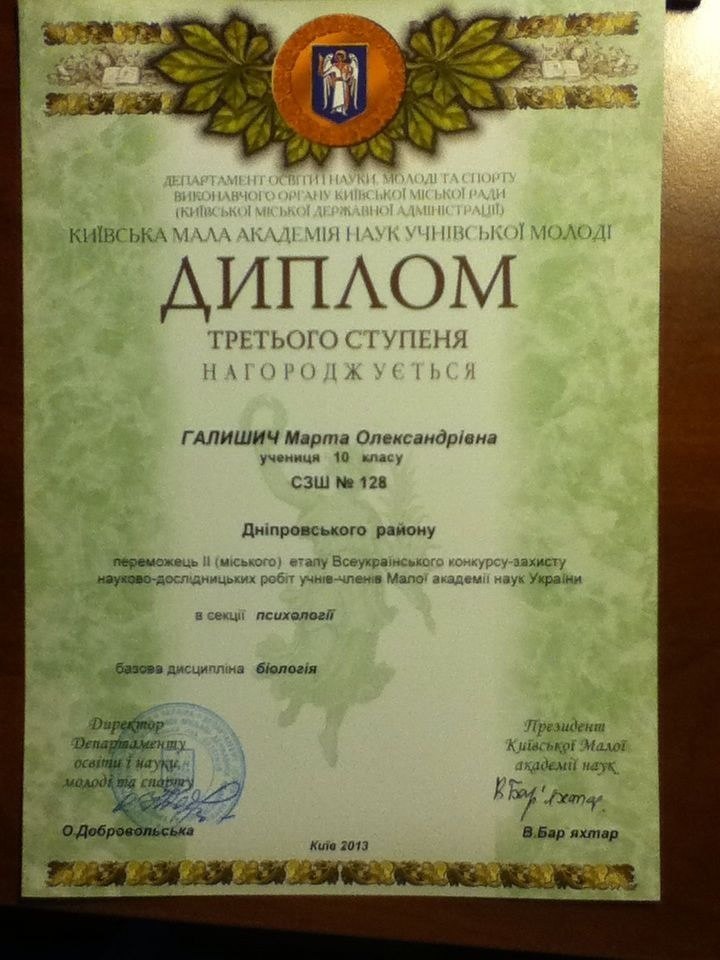 ДЕПАРТАМЕНТ ОСВІТИ І НАУКИ, МОЛОДІ ТА СПОРТУ
ВИКОНАВЧОГО ОРГАНУ КИЇВСЬКОЇ МІСЬКОЇ РАДИ
(КИЇВСЬКОЇ МІСЬКОЇ ДЕРЖАВНОЇ АДМІНІСТРАЦІЇ)
КИЇВСЬКА МАЛА АКАДЕМІЯ НАУК УЧНІВСЬКОЇ МОЛОДІ
ДИПЛОМ
ТРЕТЬОГО СТУПЕНЯ
НАГОРОДЖУЄТЬСЯ
ГАЛИШИЧ Марта Олександрівна
учениця 10 класу
СЗШ № 128
Дніпровського району
переможець ІІ (міського) етапу Всеукраїнського конкурсу-захисту
науково-дослідницьких робіт учнів-членів Малої академії наук України
в секції психології
базова дисципліна біологія
Директор
Департаменту
освіти і науки,
молоді та спорту
О.Добровольська
Президент
Київської Малої
академії наук
В.Бар'яхтар
В.Бар яхтар
Київ 2013